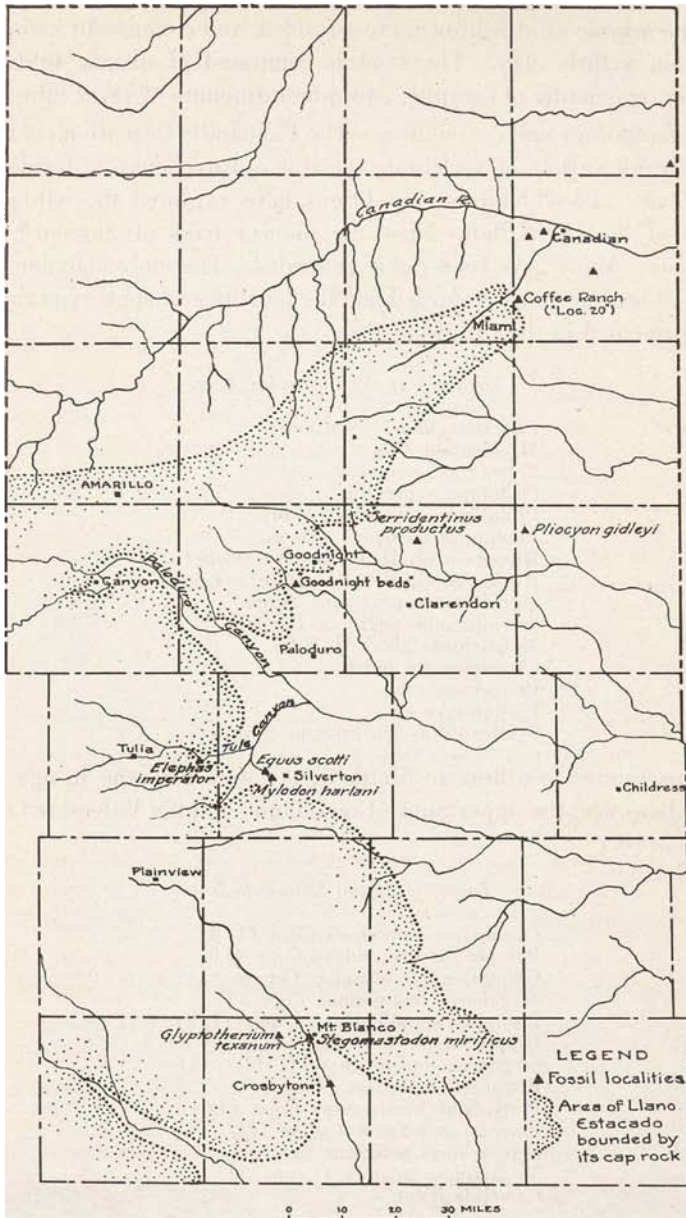 Canadian R.
Canadian
Coffee Ranch
("Loc. 20")
Miami
AMARILLO
Serridentinus
productus
Pliocyon gidleyi
Goodnight
"Goodnight beds"
Canyon
Paloduro
Canyon
Clarendon
Paloduro
Tule Canyon
Tulia
Elephas
imperator
Equus scotti
Silverton
Mylodon harlani
Childress
Plainview
Glyptotherium
texanum
Mt. Blanco
Stegomastodon mirificus
Crosbyton
LEGEND
Fossil localities
Area of Llano
Estacado
bounded by
its cap rock
0 10 20 30 MILES